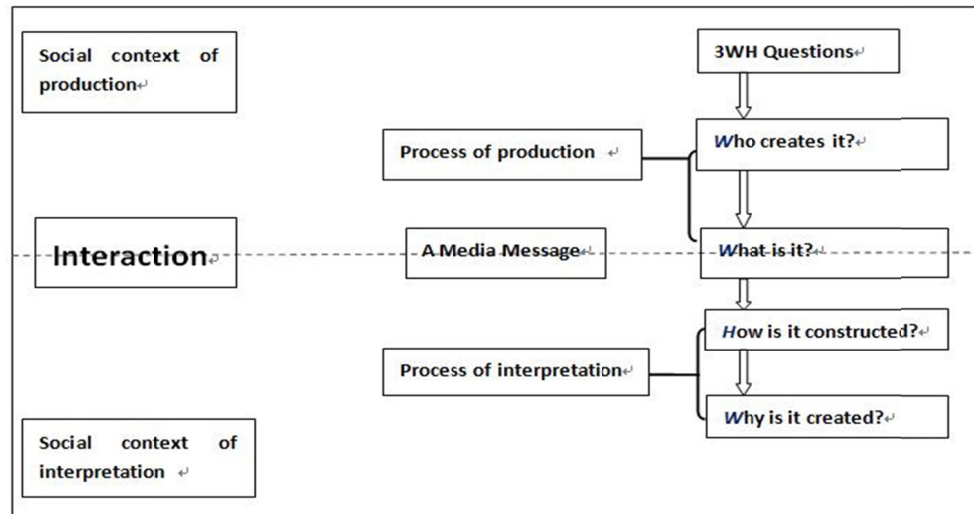 Social context of
production↵
3WH Questions↵
Process of production ↵
Who creates it?↵
Interaction↵
A Media Message↵
What is it?↵
How is it constructed?↵
Process of interpretation↵
Why is it created?↵
Social context of
interpretation ↵